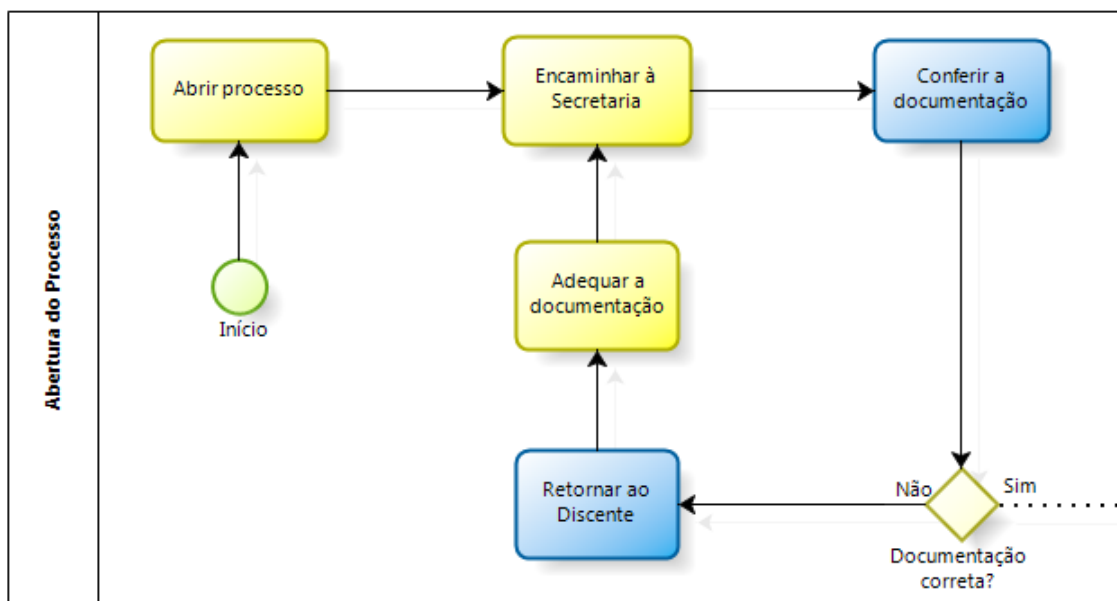 Abertura do Processo
Abrir processo
Encaminhar à
Secretaria
Conferir a
documentação
Início
Adequar a
documentação
Retornar ao
Discente
Não
Sim
Documentação
correta?